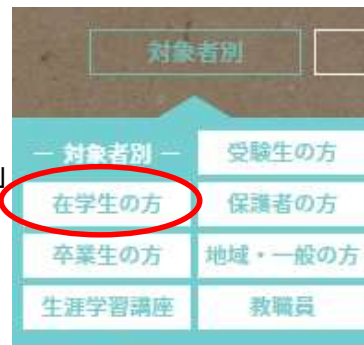 対象者別
― 対象者別 ―
受験生の方
在学生の方
保護者の方
卒業生の方
地域・一般の方
生涯学習講座
教職員